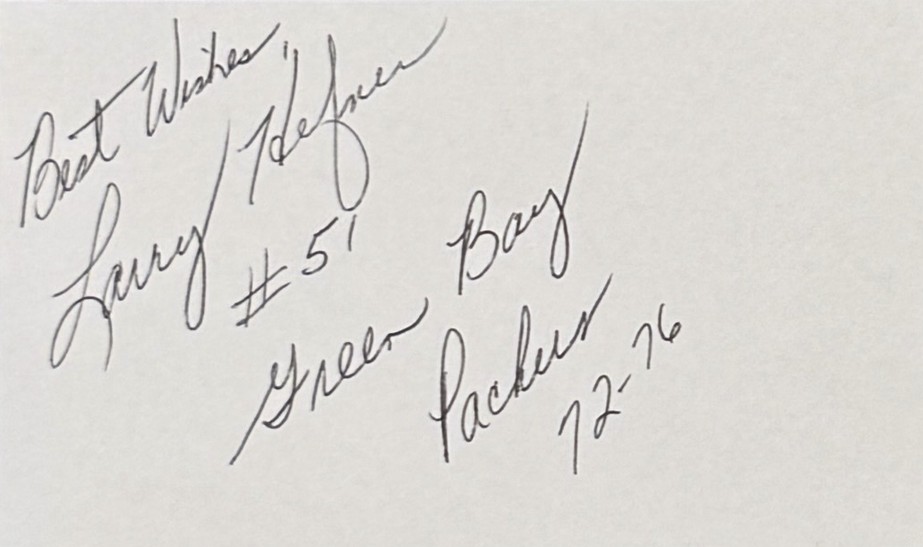 Best Wishes,
Larry Hefner
#51
Green Bay
Packers
72-76